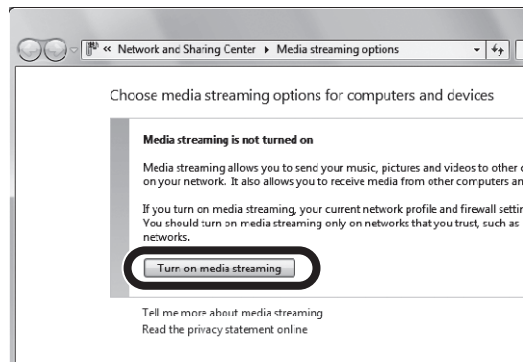 « Network and Sharing Center ▸ Media streaming options
Choose media streaming options for computers and devices
Media streaming is not turned on
Media streaming allows you to send your music, pictures and videos to other
on your network. It also allows you to receive media from other computers
If you turn on media streaming, your current network profile and firewall
You should turn on media streaming only on networks that you trust, such as
networks.
Turn on media streaming
Tell me more about media streaming
Read the privacy statement online